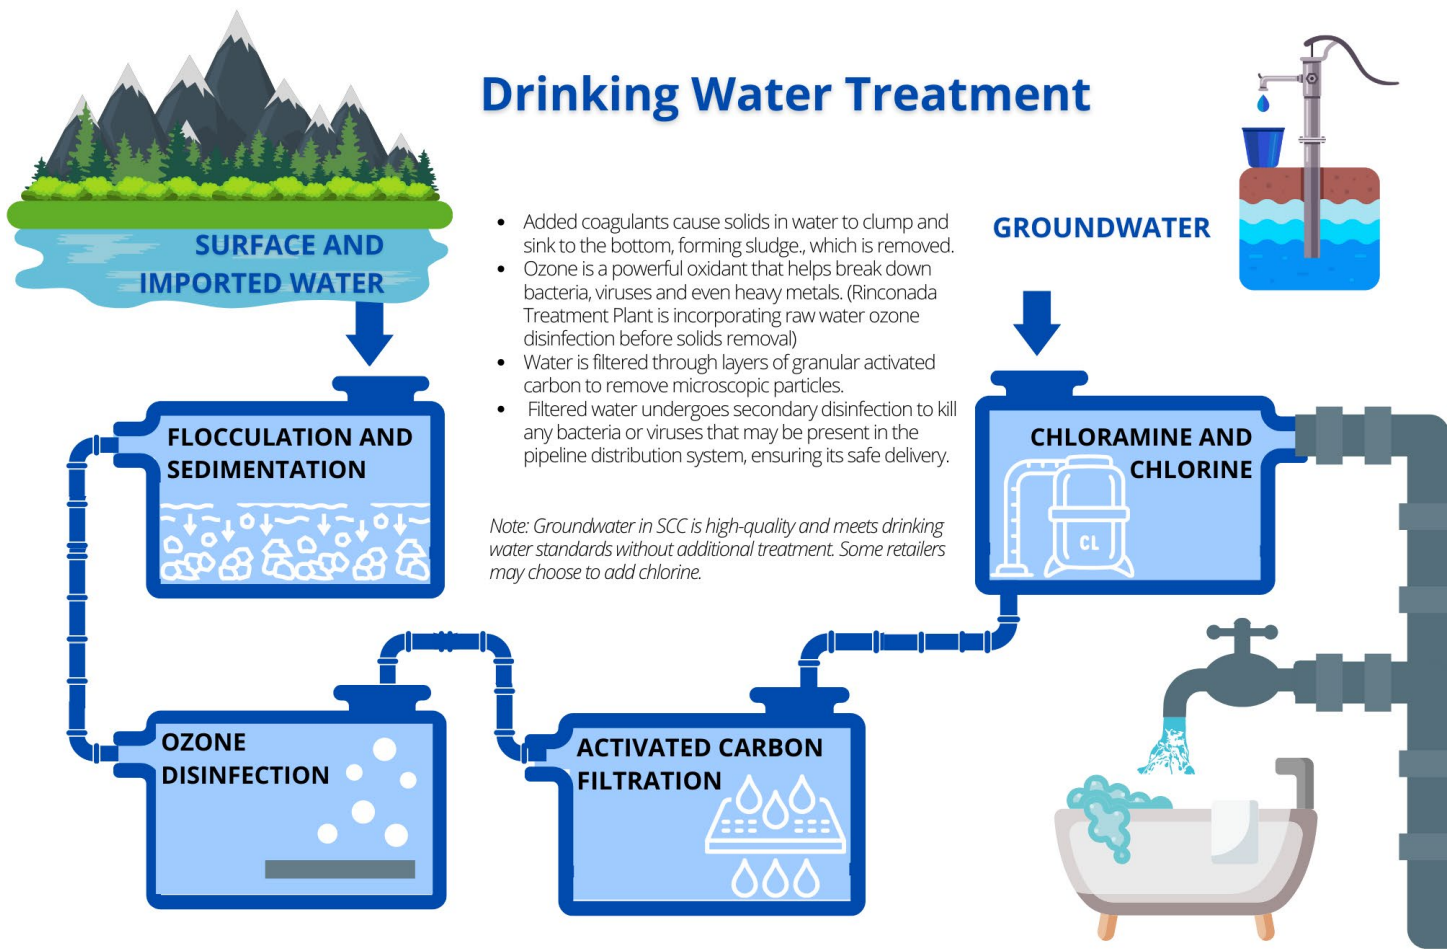 Drinking Water Treatment
SURFACE AND
IMPORTED WATER
• Added coagulants cause solids in water to clump and
sink to the bottom, forming sludge., which is removed.
• Ozone is a powerful oxidant that helps break down
bacteria, viruses and even heavy metals. (Rinconada
Treatment Plant is incorporating raw water ozone
disinfection before solids removal)
• Water is filtered through layers of granular activated
carbon to remove microscopic particles.
• Filtered water undergoes secondary disinfection to kill
any bacteria or viruses that may be present in the
pipeline distribution system, ensuring its safe delivery.
Note: Groundwater in SCC is high-quality and meets drinking
water standards without additional treatment. Some retailers
may choose to add chlorine.
GROUNDWATER
FLOCCULATION AND
SEDIMENTATION
OZONE
DISINFECTION
ACTIVATED CARBON
FILTRATION
CHLORAMINE AND
CHLORINE
CL